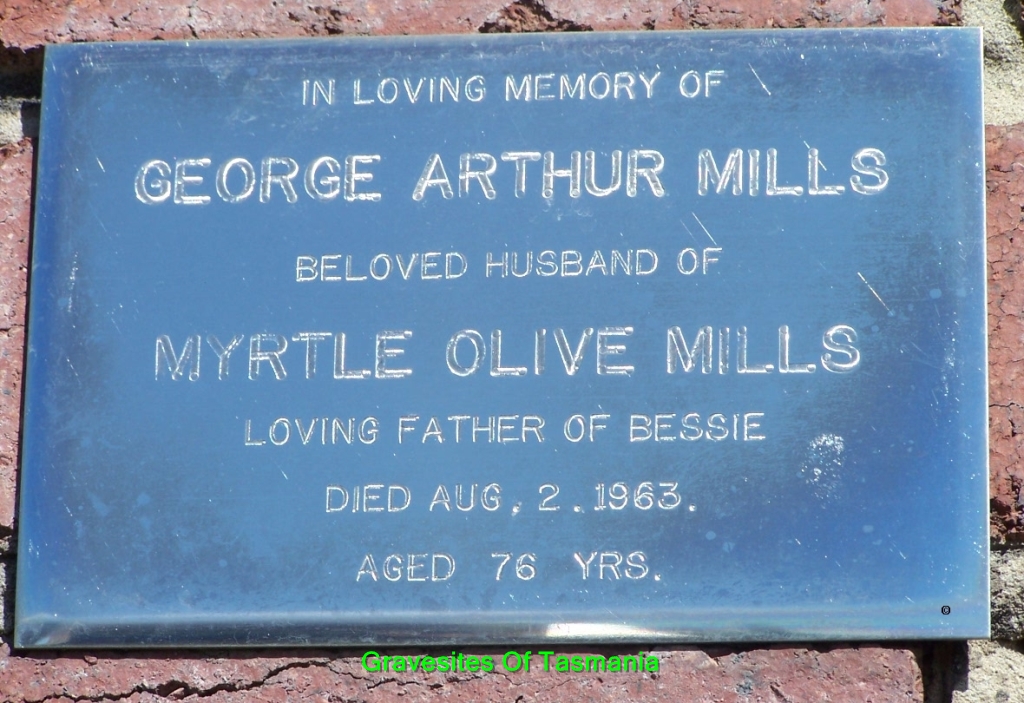 IN LOVING MEMORY OF
GEORGE ARTHUR MILLS
BELOVED HUSBAND OF
MYRTLE OLIVE MILLS
LOVING FATHER OF BESSIE
DIED AUG. 2. 1963.
AGED 76 YRS.
©
Gravesites Of Tasmania